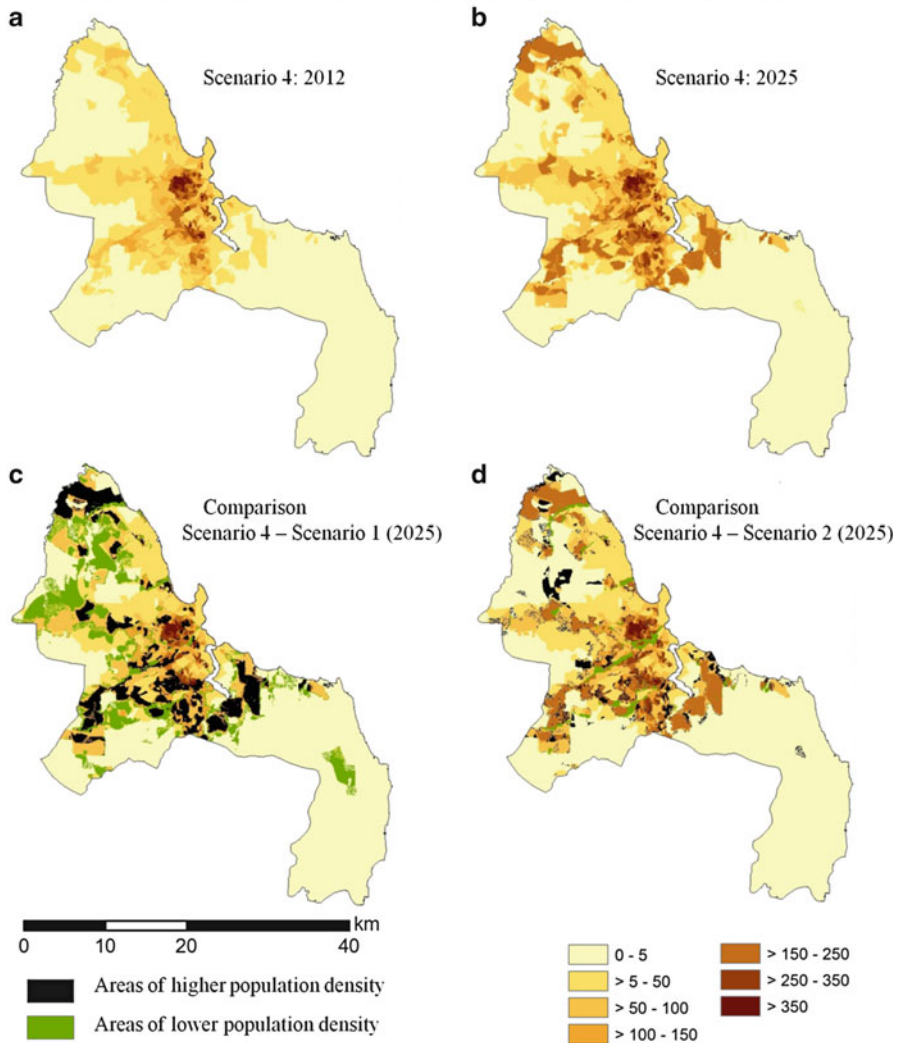 a
Scenario 4: 2012
b
Scenario 4: 2025
c
Comparison
Scenario 4 – Scenario 1 (2025)
d
Comparison
Scenario 4 – Scenario 2 (2025)
km
0 10 20 40
Areas of higher population density
Areas of lower population density
0 - 5
> 5 - 50
> 50 - 100
> 100 - 150
> 150 - 250
> 250 - 350
> 350